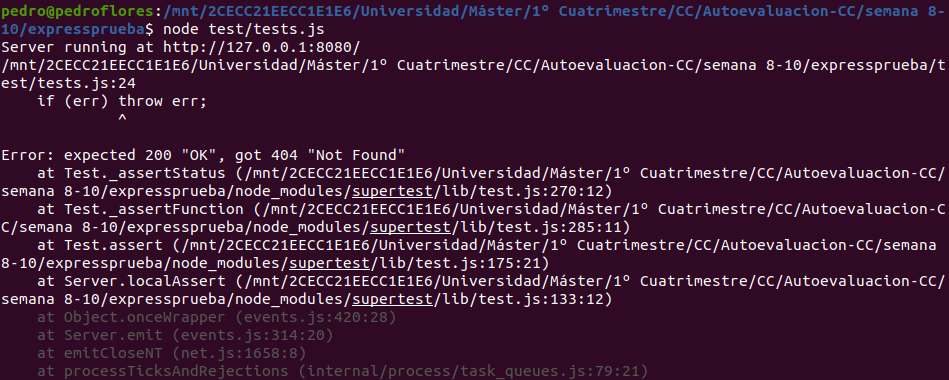 pedro@pedroflores:/mnt/2CECC21EECC1E1E6/Universidad/Máster/1º Cuatrimestre/CC/Autoevaluacion-CC/semana 8-
10/expressprueba$ node test/tests.js
Server running at http://127.0.0.1:8080/
/mnt/2CECC21EECC1E1E6/Universidad/Máster/1º Cuatrimestre/CC/Autoevaluacion-CC/semana 8-10/expressprueba/t
est/tests.js:24
    if (err) throw err;
             ^
Error: expected 200 "OK", got 404 "Not Found"
    at Test._assertStatus (/mnt/2CECC21EECC1E1E6/Universidad/Máster/1º Cuatrimestre/CC/Autoevaluacion-CC/
semana 8-10/expressprueba/node_modules/supertest/lib/test.js:270:12)
    at Test._assertFunction (/mnt/2CECC21EECC1E1E6/Universidad/Máster/1º Cuatrimestre/CC/Autoevaluacion-C
C/semana 8-10/expressprueba/node_modules/supertest/lib/test.js:285:11)
    at Test.assert (/mnt/2CECC21EECC1E1E6/Universidad/Máster/1º Cuatrimestre/CC/Autoevaluacion-CC/semana 
8-10/expressprueba/node_modules/supertest/lib/test.js:175:21)
    at Server.localAssert (/mnt/2CECC21EECC1E1E6/Universidad/Máster/1º Cuatrimestre/CC/Autoevaluacion-CC/
semana 8-10/expressprueba/node_modules/supertest/lib/test.js:133:12)
    at Object.onceWrapper (events.js:420:28)
    at Server.emit (events.js:314:20)
    at emitCloseNT (net.js:1658:8)
    at processTicksAndRejections (internal/process/task_queues.js:79:21)